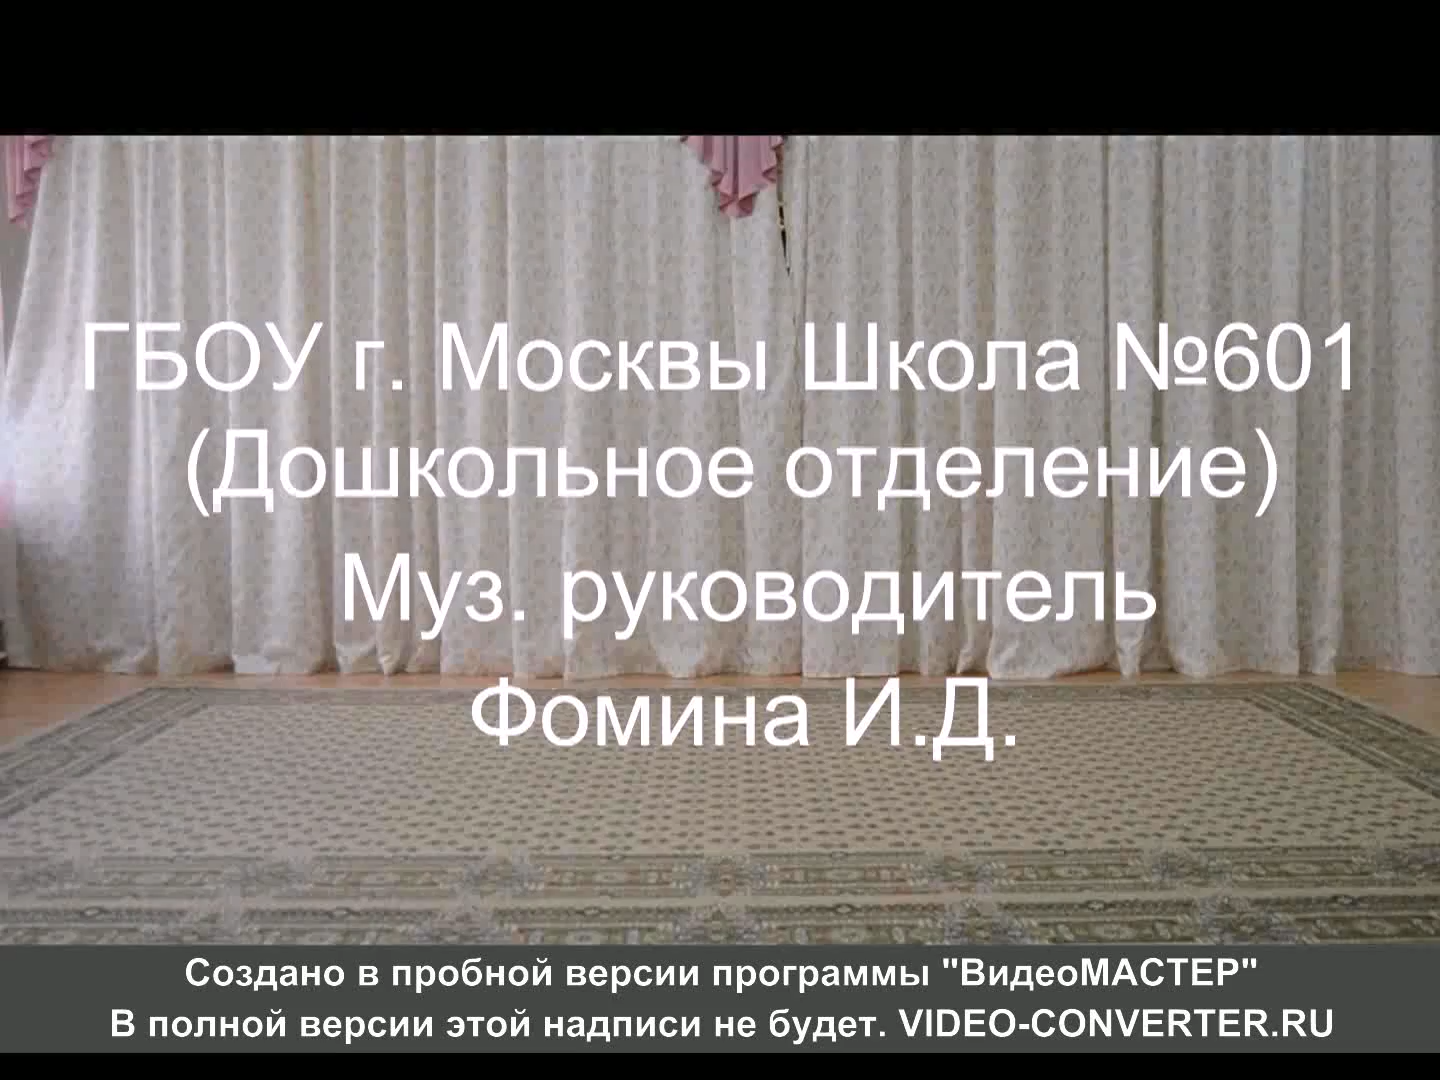 ГБОУ г. Москвы Школа №601
(Дошкольное отделение)
Муз. руководитель
Фомина И.Д.
Создано в пробной версии программы "ВидеоМАСТЕР"
В полной версии этой надписи не будет. VIDEO-CONVERTER.RU